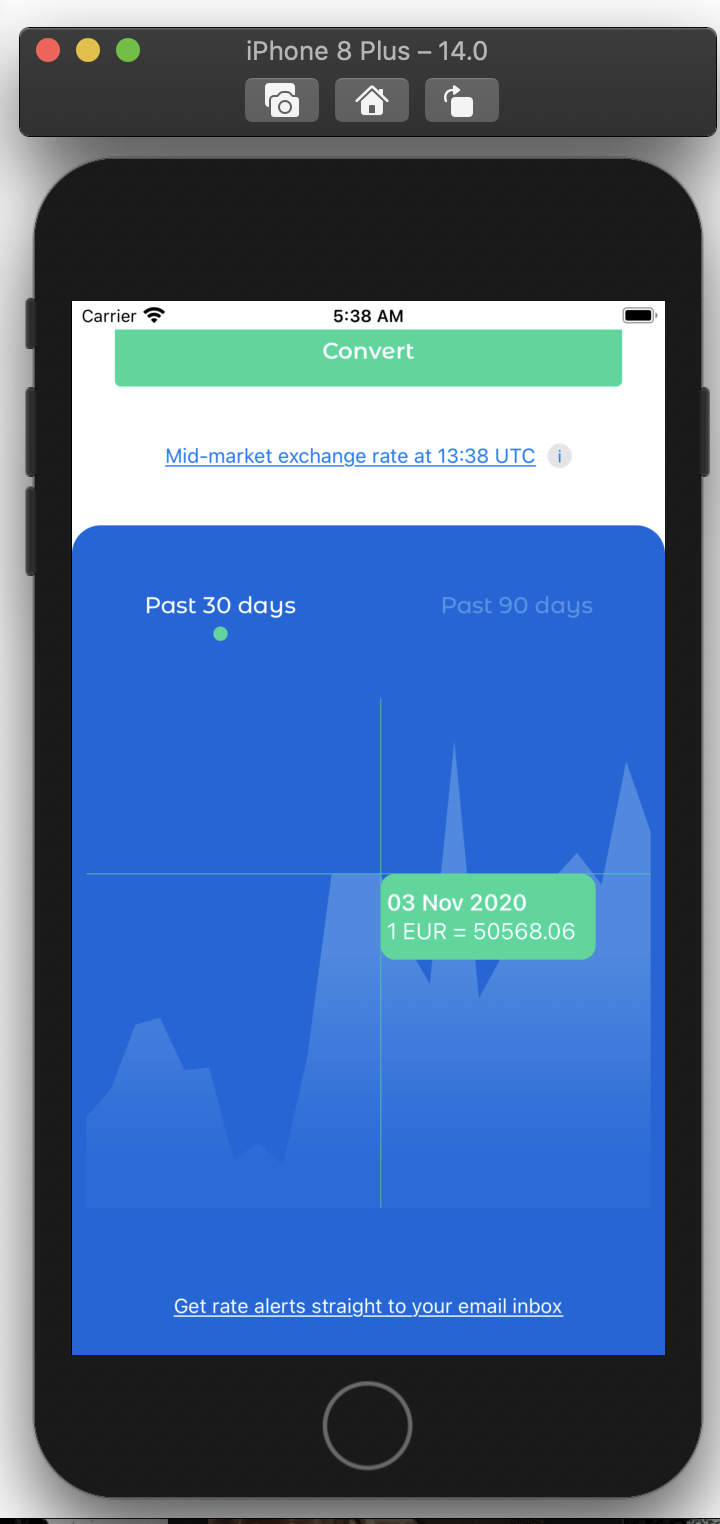 iPhone 8 Plus – 14.0
Carrier 5:38 AM
Convert
Mid-market exchange rate at 13:38 UTC i
Past 30 days Past 90 days
03 Nov 2020
1 EUR = 50568.06
Get rate alerts straight to your email inbox